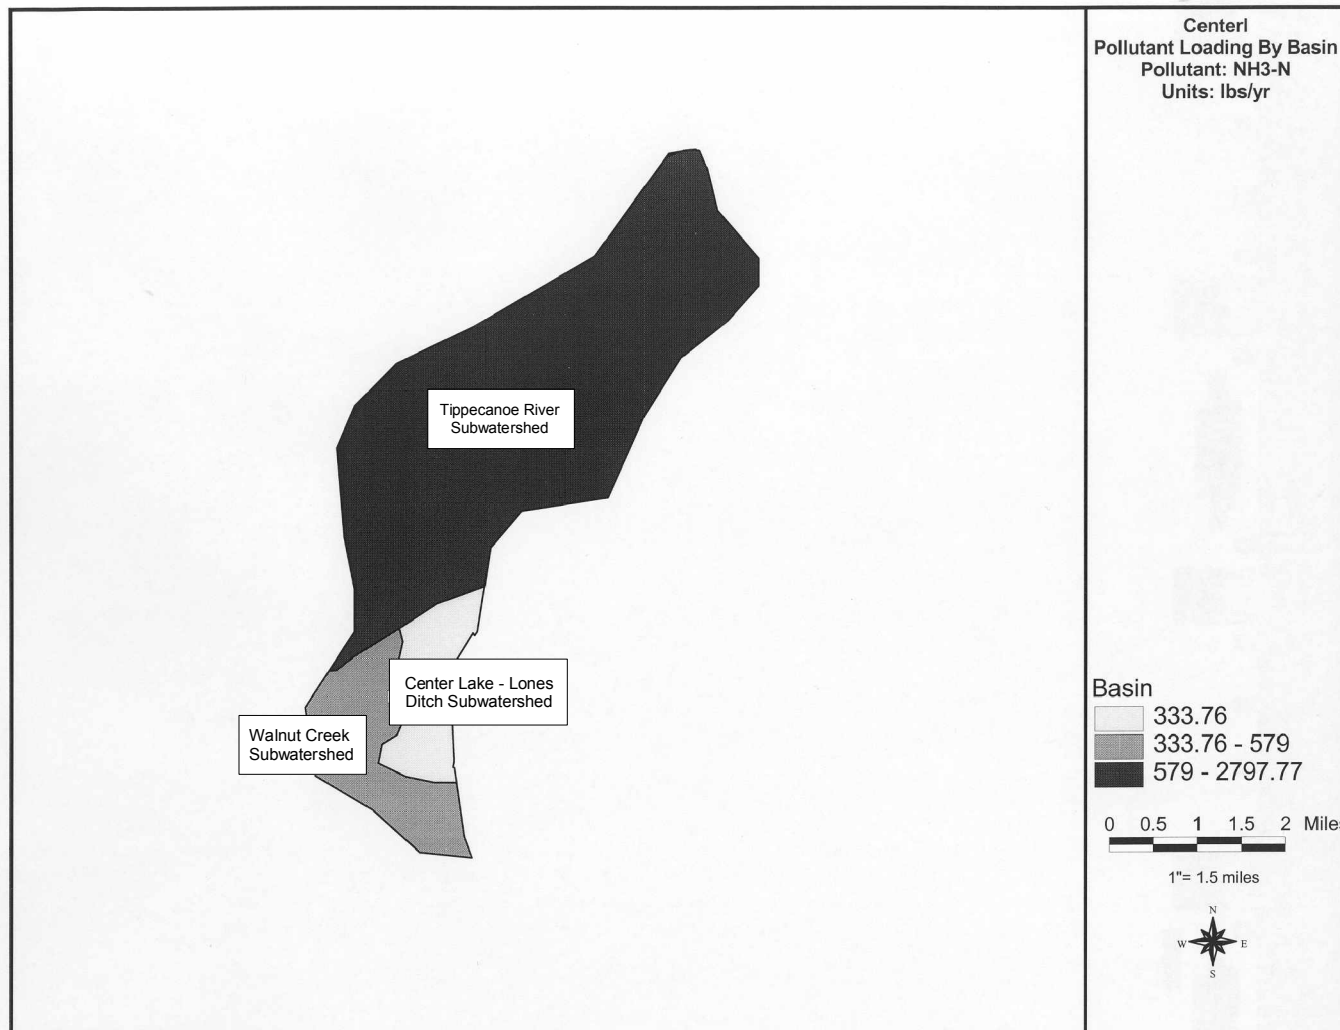 Centerl
Pollutant Loading By Basin
Pollutant: NH3-N
Units: lbs/yr
Tippecanoe River
Subwatershed
Center Lake - Lones
Ditch Subwatershed
Walnut Creek
Subwatershed
Basin
333.76
333.76 - 579
579 - 2797.77
0 0.5 1 1.5 2 Miles
1"= 1.5 miles
N
W E
S